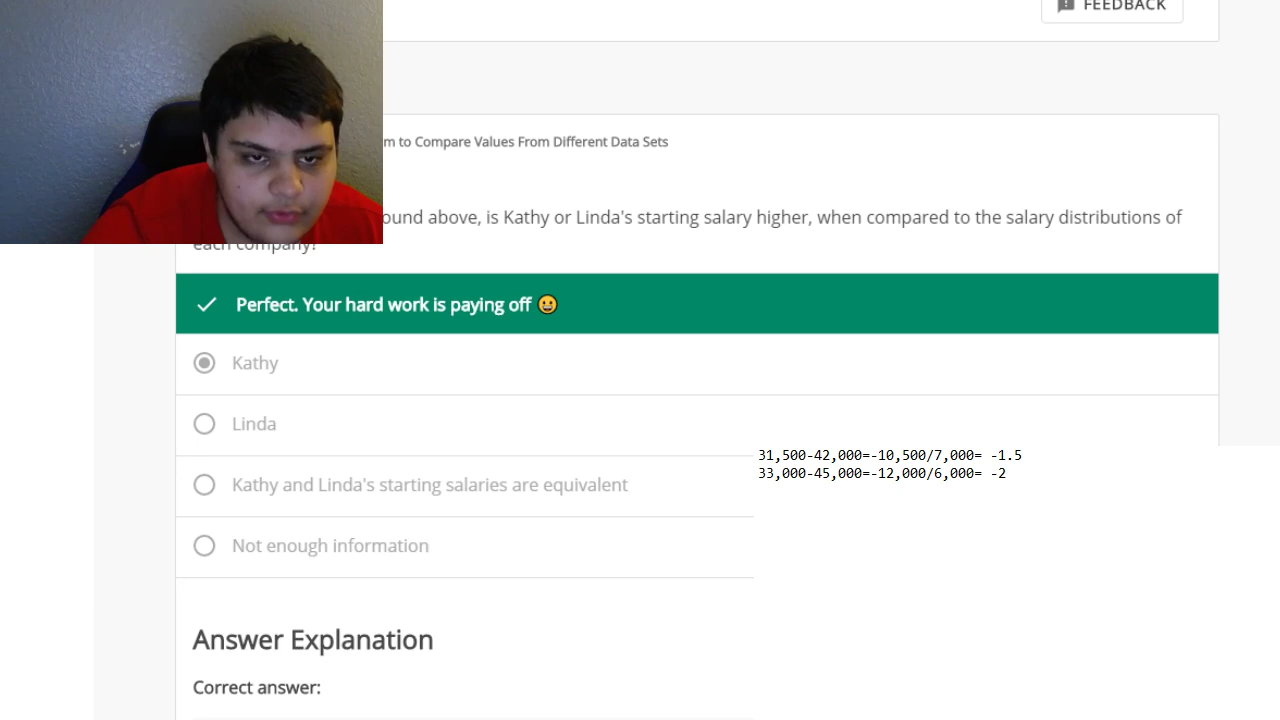 FEEDBACK
m to Compare Values From Different Data Sets
ound above, is Kathy or Linda's starting salary higher, when compared to the salary distributions of
each company?
Perfect. Your hard work is paying off 😀
Kathy
Linda
31,500-42,000=-10,500/7,000= -1.5
33,000-45,000=-12,000/6,000= -2
Kathy and Linda's starting salaries are equivalent
Not enough information
Answer Explanation
Correct answer: